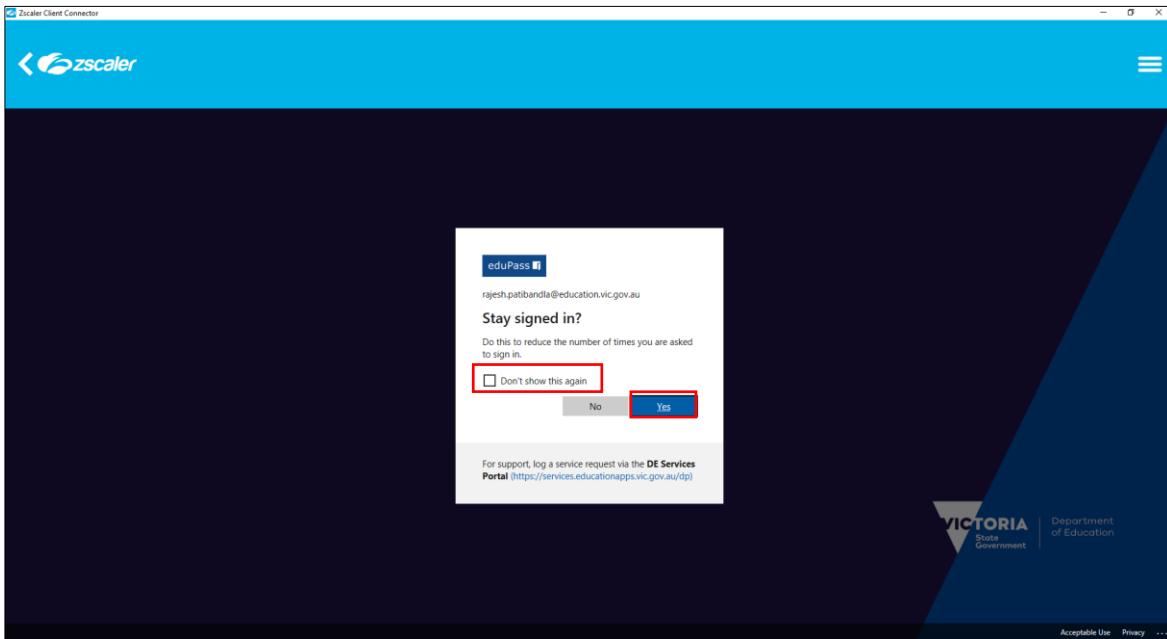 Zscaler Client Connector
zscaler
eduPass
rajesh.patibandla@education.vic.gov.au
Stay signed in?
Do this to reduce the number of times you are asked
to sign in.
Don't show this again
No
Yes
For support, log a service request via the DE Services
Portal (https://services.educationapps.vic.gov.au/dp)
VICTORIA
State
Government
Department
of Education
Acceptable Use Privacy ...